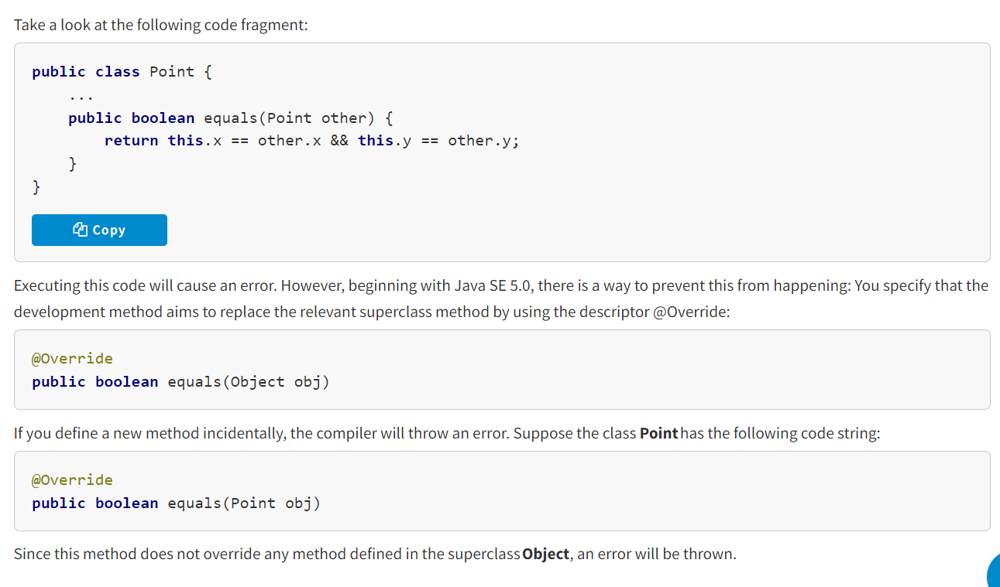 Take a look at the following code fragment:
public class Point {
    ...
    public boolean equals(Point other) {
        return this.x == other.x && this.y == other.y;
    }
}
Copy
Executing this code will cause an error. However, beginning with Java SE 5.0, there is a way to prevent this from happening: You specify that the
development method aims to replace the relevant superclass method by using the descriptor @Override:
@Override
public boolean equals(Object obj)
If you define a new method incidentally, the compiler will throw an error. Suppose the class Point has the following code string:
@Override
public boolean equals(Point obj)
Since this method does not override any method defined in the superclass Object, an error will be thrown.